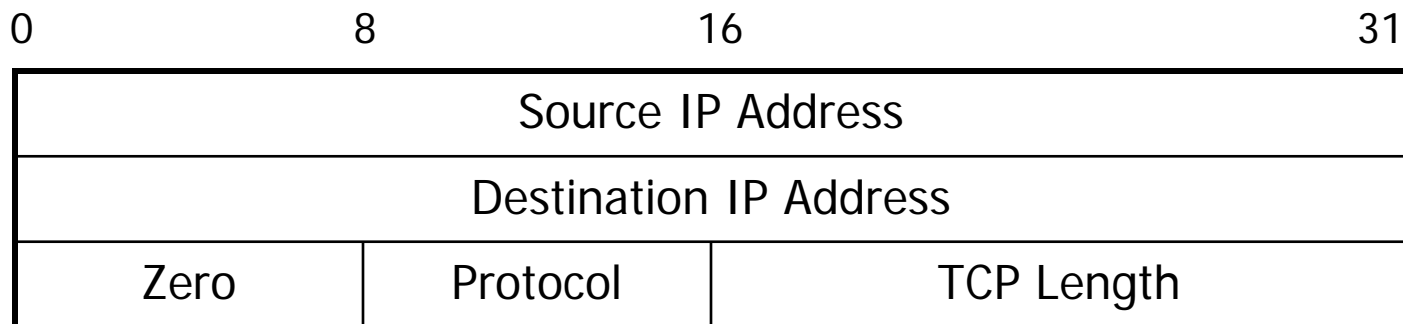 0 8 16 31
Source IP Address
Destination IP Address
Zero Protocol TCP Length